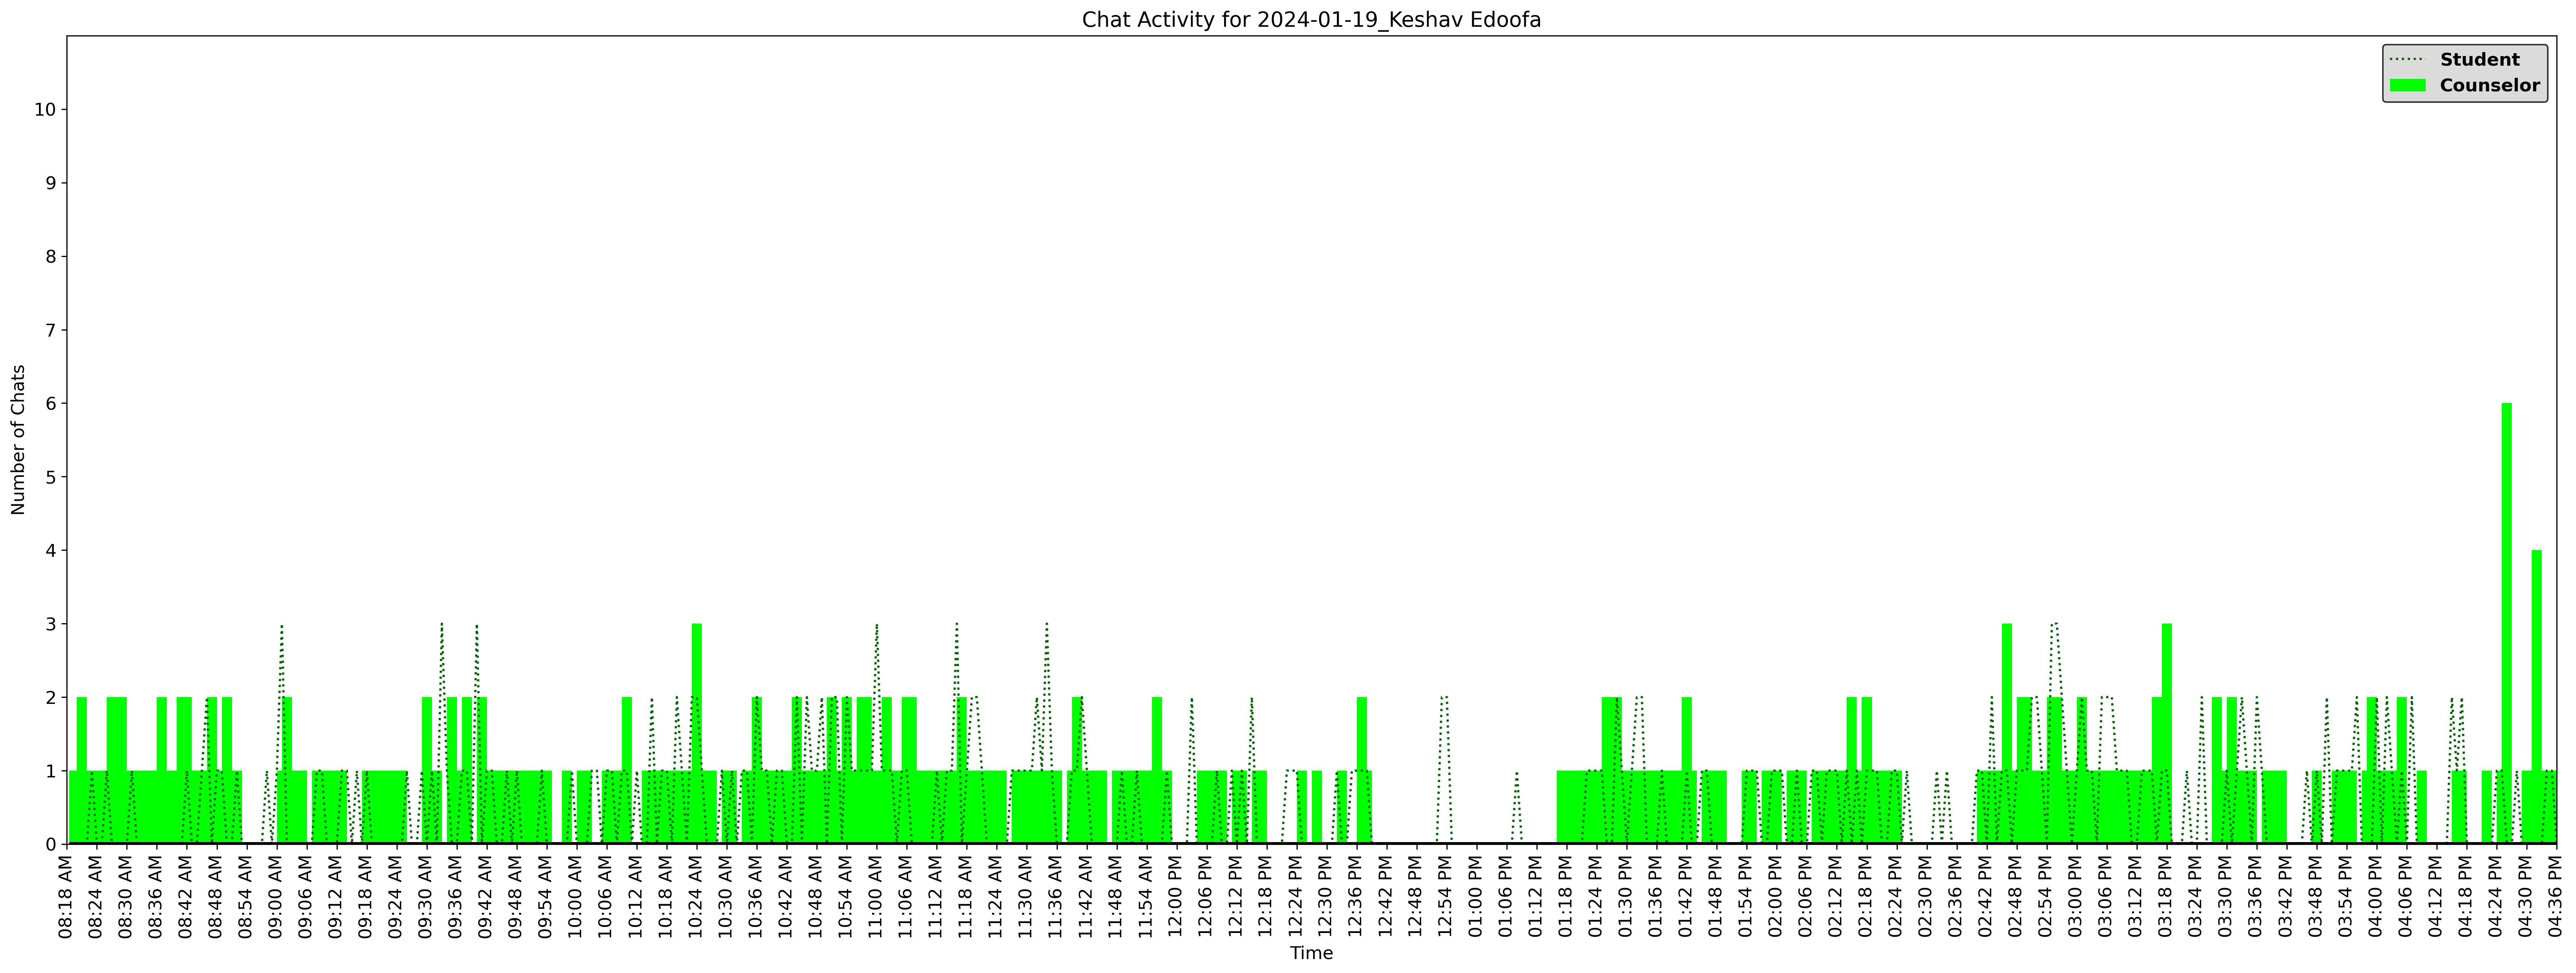 Chat Activity for 2024-01-19_Keshav Edoofa
Student
Counselor
Number of Chats
10
9
8
7
6
5
4
3
2
1
0
08:18 AM
08:24 AM
08:30 AM
08:36 AM
08:42 AM
08:48 AM
08:54 AM
09:00 AM
09:06 AM
09:12 AM
09:18 AM
09:24 AM
09:30 AM
09:36 AM
09:42 AM
09:48 AM
09:54 AM
10:00 AM
10:06 AM
10:12 AM
10:18 AM
10:24 AM
10:30 AM
10:36 AM
10:42 AM
10:48 AM
10:54 AM
11:00 AM
11:06 AM
11:12 AM
11:18 AM
11:24 AM
11:30 AM
11:36 AM
11:42 AM
11:48 AM
11:54 AM
12:00 PM
12:06 PM
12:12 PM
12:18 PM
12:24 PM
12:30 PM
12:36 PM
12:42 PM
12:48 PM
12:54 PM
01:00 PM
01:06 PM
01:12 PM
01:18 PM
01:24 PM
01:30 PM
01:36 PM
01:42 PM
01:48 PM
01:54 PM
02:00 PM
02:06 PM
02:12 PM
02:18 PM
02:24 PM
02:30 PM
02:36 PM
02:42 PM
02:48 PM
02:54 PM
03:00 PM
03:06 PM
03:12 PM
03:18 PM
03:24 PM
03:30 PM
03:36 PM
03:42 PM
03:48 PM
03:54 PM
04:00 PM
04:06 PM
04:12 PM
04:18 PM
04:24 PM
04:30 PM
04:36 PM
Time